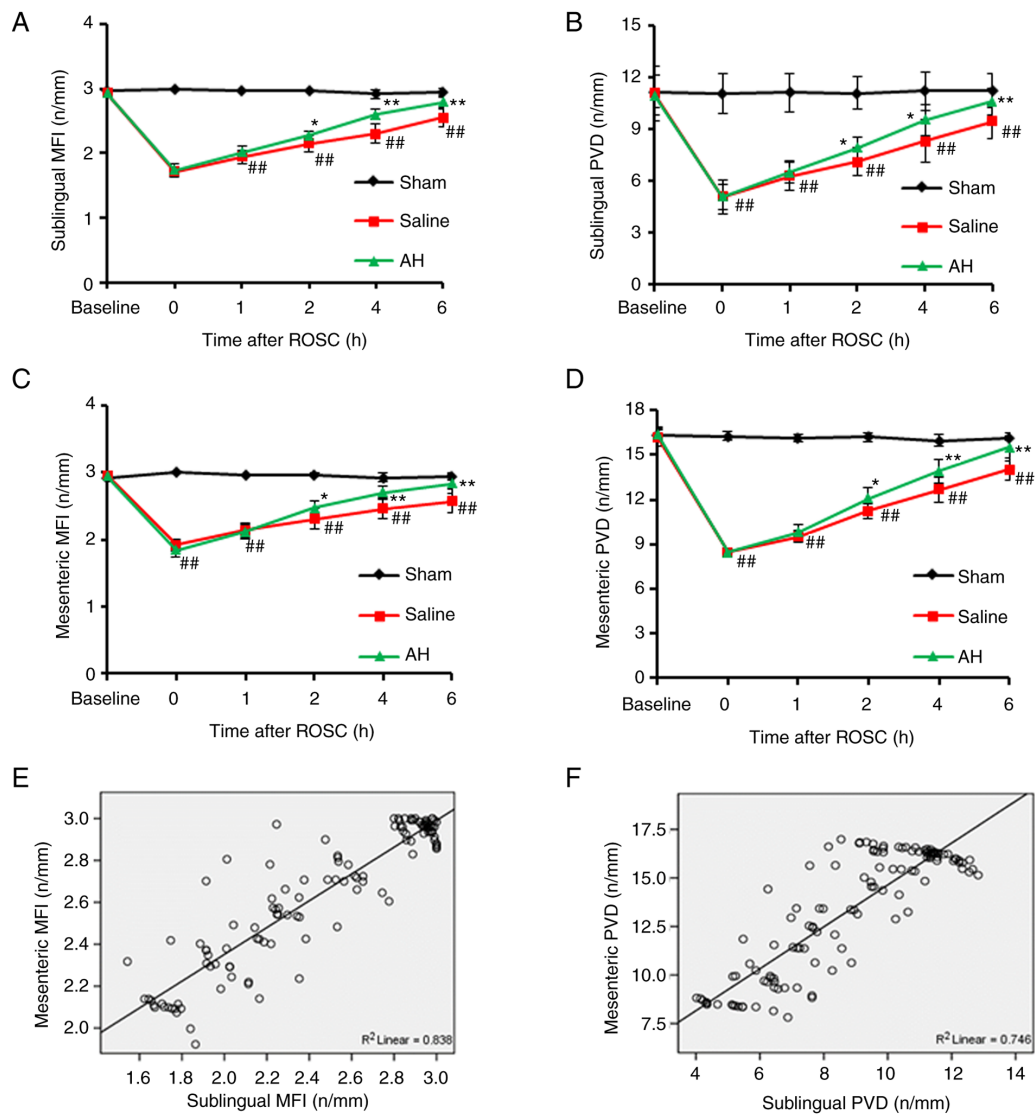 A
4
3
2
1
0
Sublingual MFI (n/mm)
**
**
*
##
##
##
##
Sham
Saline
AH
Baseline 0 1 2 4 6
Time after ROSC (h)
B
15
12
9
6
3
0
Sublingual PVD (n/mm)
**
*
*
##
##
##
##
##
Sham
Saline
AH
Baseline 0 1 2 4 6
Time after ROSC (h)
C
4
3
2
1
0
Mesenteric MFI (n/mm)
**
*
**
##
##
##
##
##
Sham
Saline
AH
Baseline 0 1 2 4 6
Time after ROSC (h)
D
18
15
12
9
6
3
0
Mesenteric PVD (n/mm)
**
**
*
##
##
##
##
##
Sham
Saline
AH
Baseline 0 1 2 4 6
Time after ROSC (h)
E
3.0
2.8
2.6
2.4
2.2
2.0
Mesenteric MFI (n/mm)
R2 Linear = 0.838
1.6 1.8 2.0 2.2 2.4 2.6 2.8 3.0
Sublingual MFI (n/mm)
F
17.5
15.0
12.5
10.0
7.5
Mesenteric PVD (n/mm)
R2 Linear = 0.746
4 6 8 10 12 14
Sublingual PVD (n/mm)